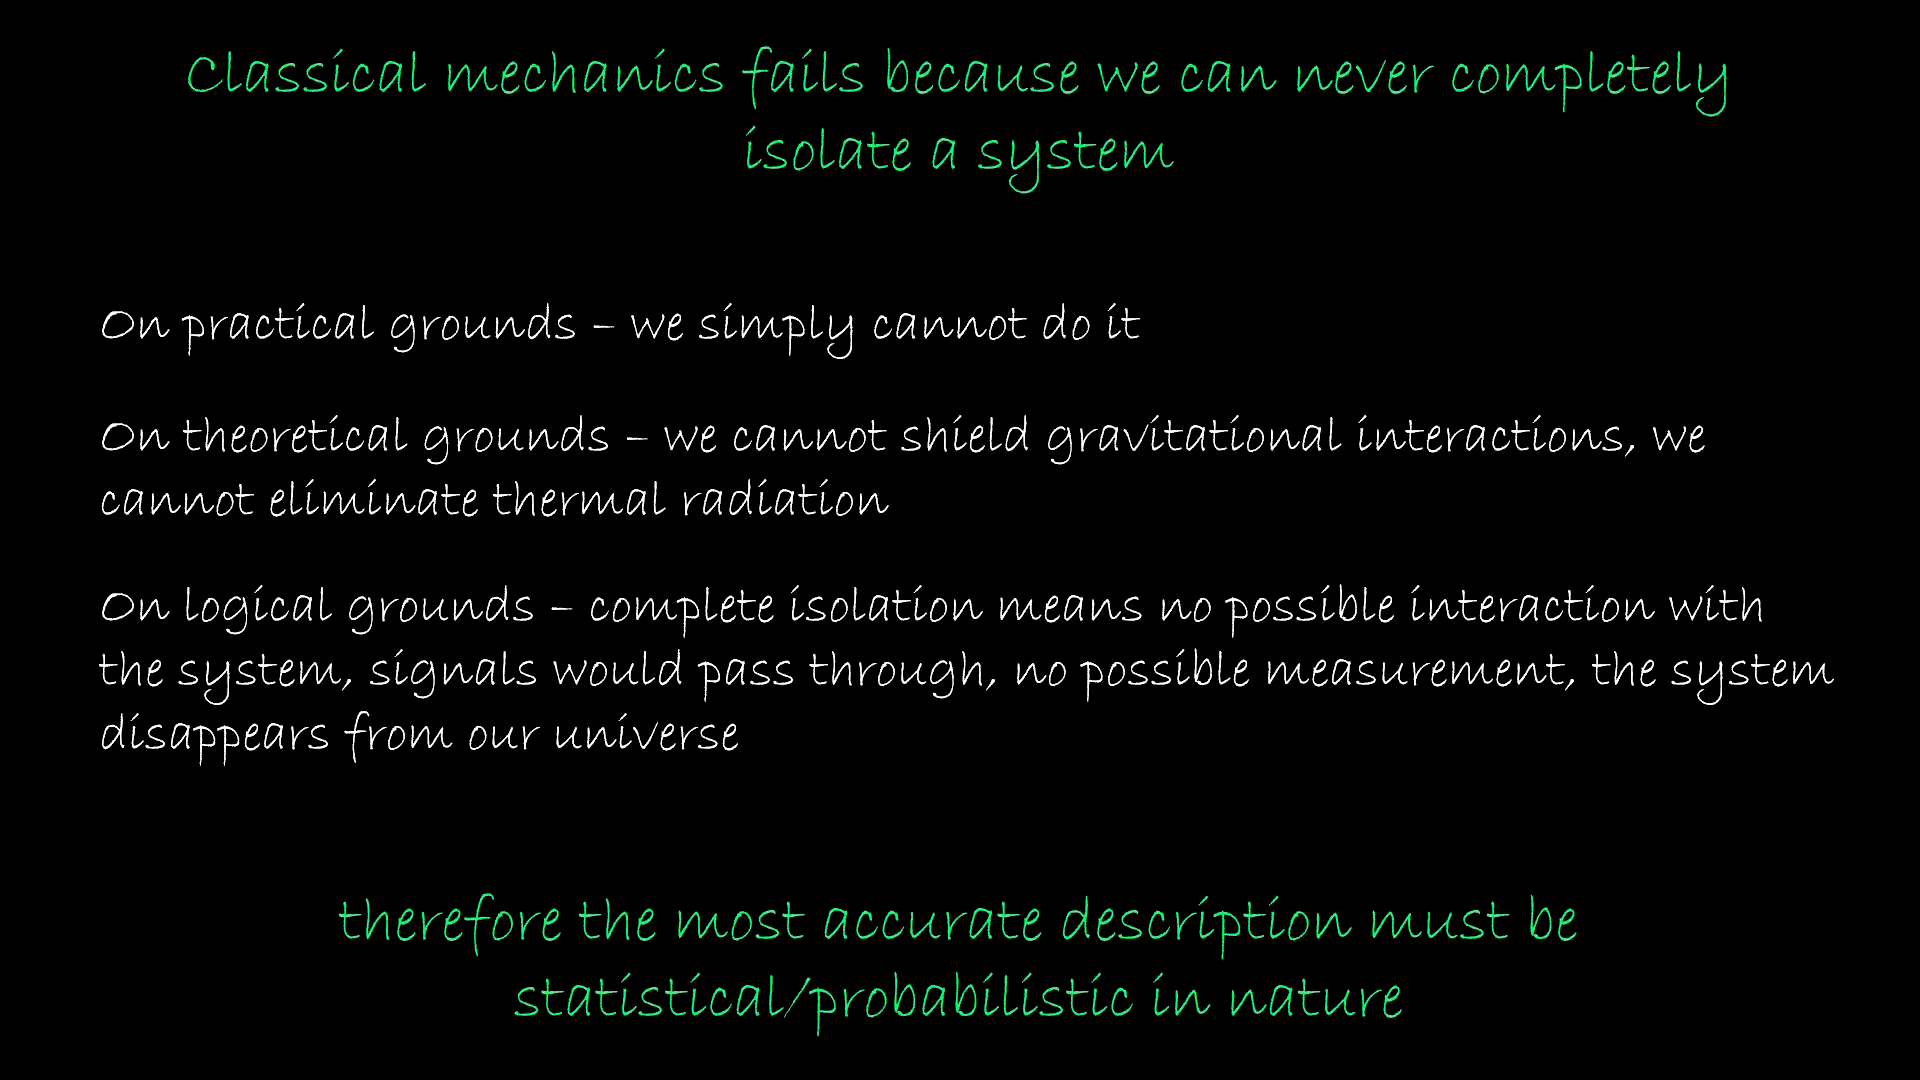 Classical mechanics fails because we can never completely
isolate a system
On practical grounds – we simply cannot do it
On theoretical grounds – we cannot shield gravitational interactions, we
cannot eliminate thermal radiation
On logical grounds – complete isolation means no possible interaction with
the system, signals would pass through, no possible measurement, the system
disappears from our universe
therefore the most accurate description must be
statistical/probabilistic in nature